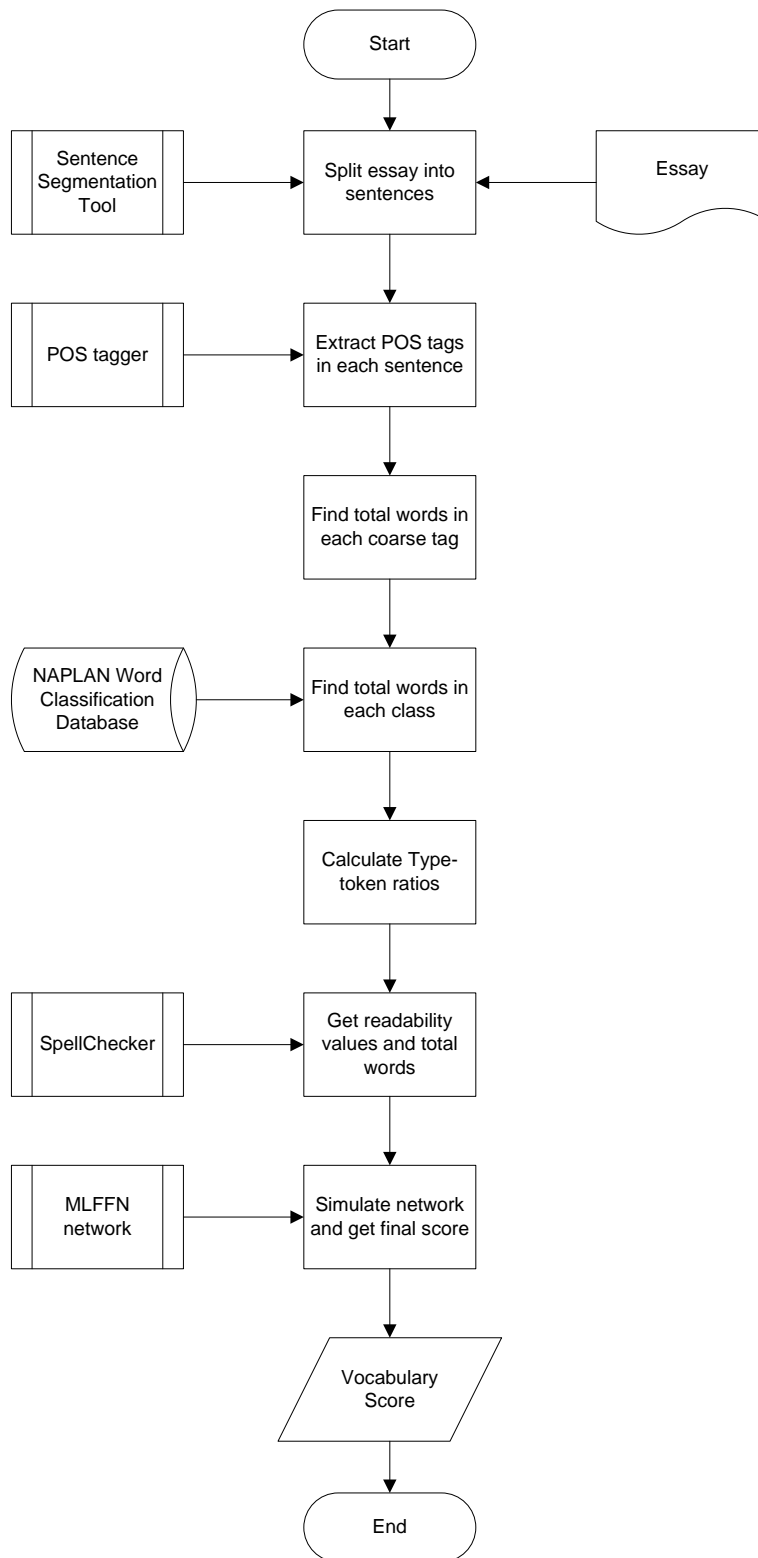 Start
Sentence
Segmentation
Tool
Split essay into
sentences
Essay
POS tagger
Extract POS tags
in each sentence
Find total words in
each coarse tag
NAPLAN Word
Classification
Database
Find total words in
each class
Calculate Type-
token ratios
SpellChecker
Get readability
values and total
words
MLFFN
network
Simulate network
and get final score
Vocabulary
Score
End